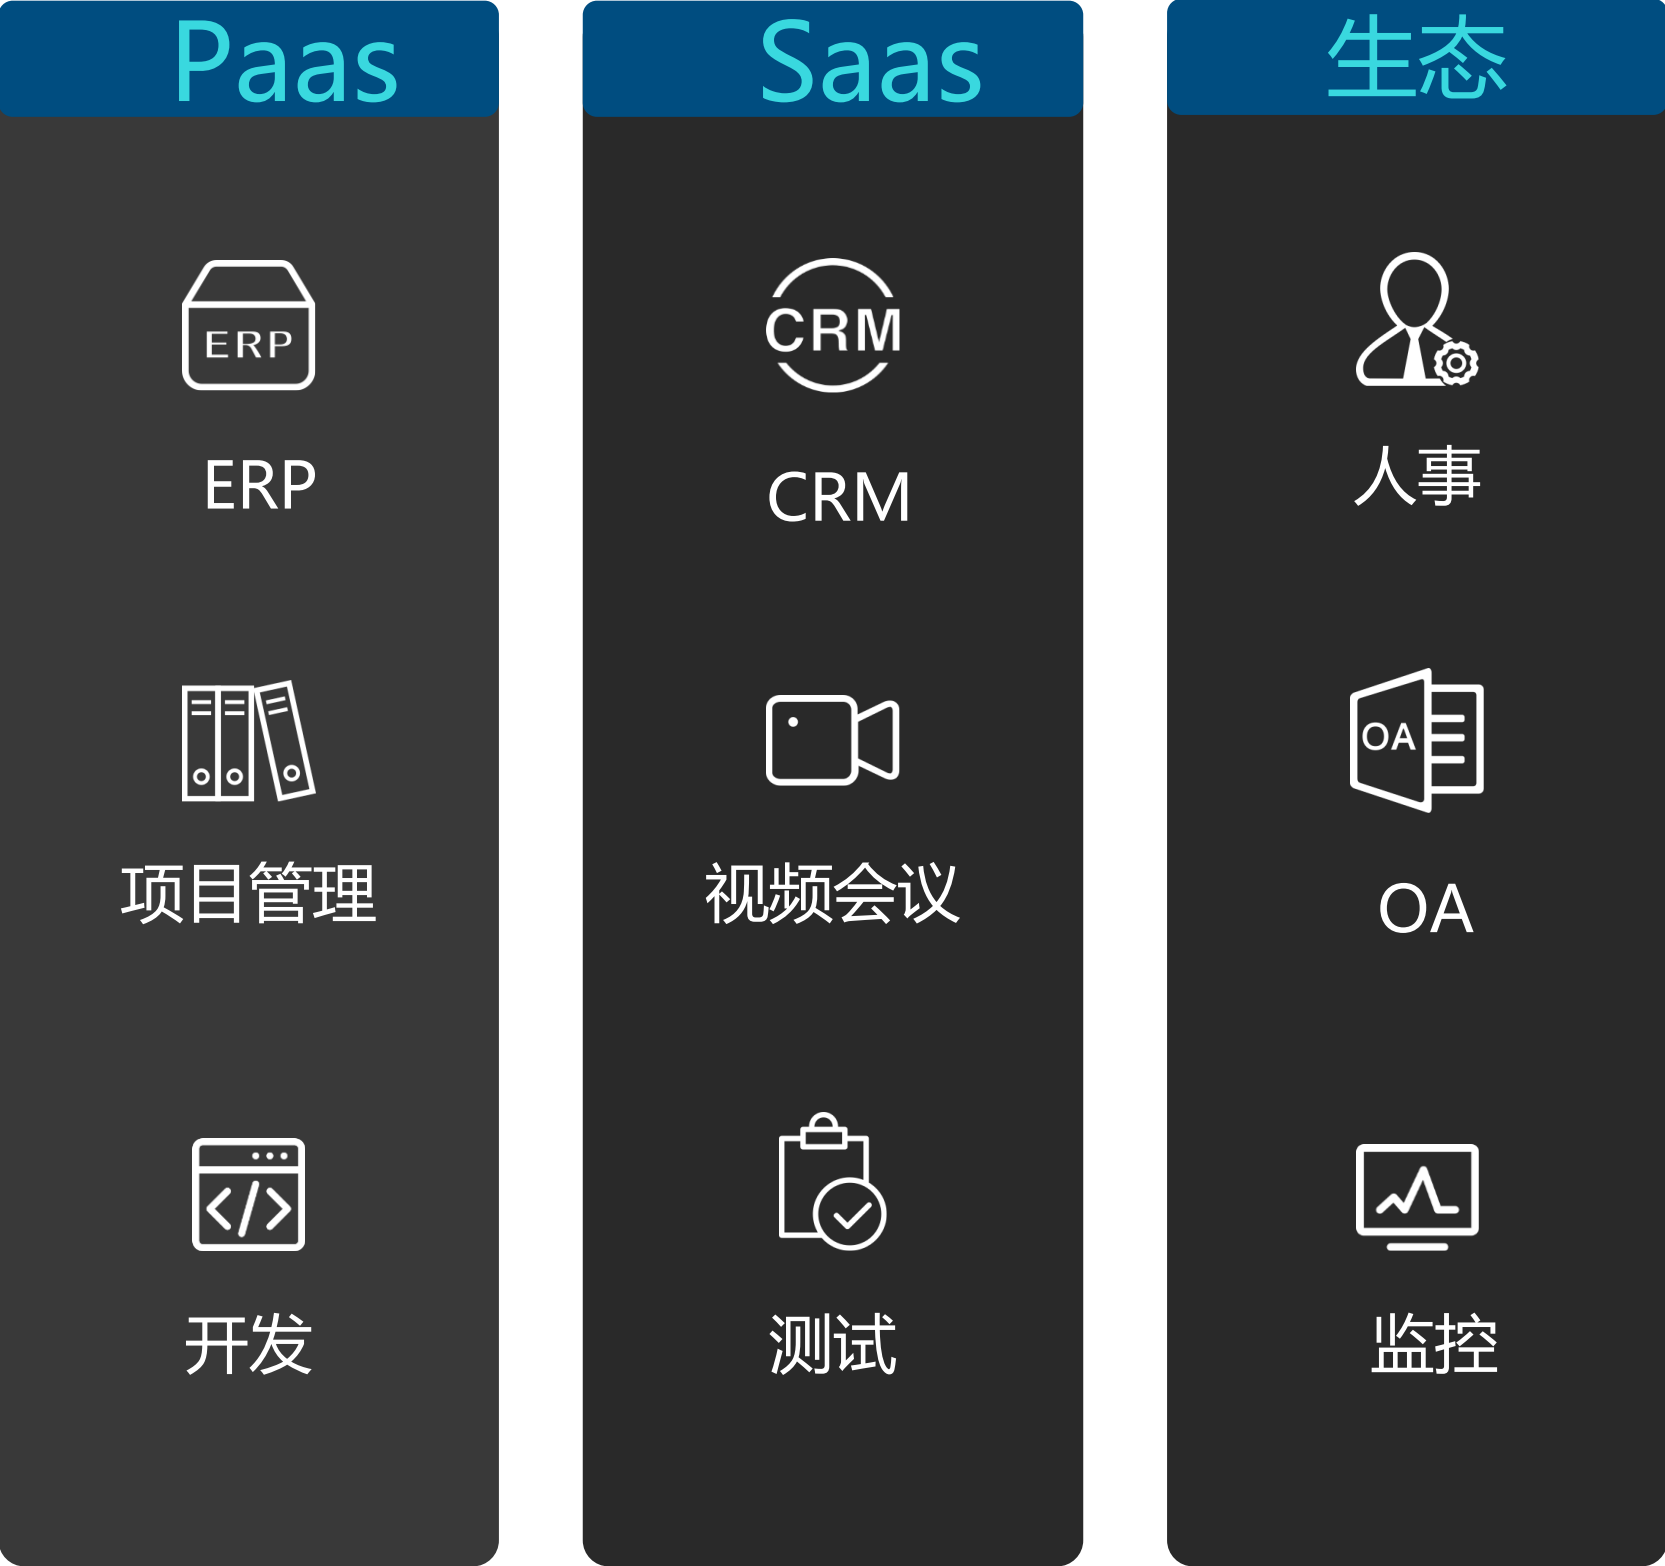 Paas
ERP
ERP
项目管理
开发
Saas
CRM
CRM
视频会议
测试
生态
人事
OA
OA
监控